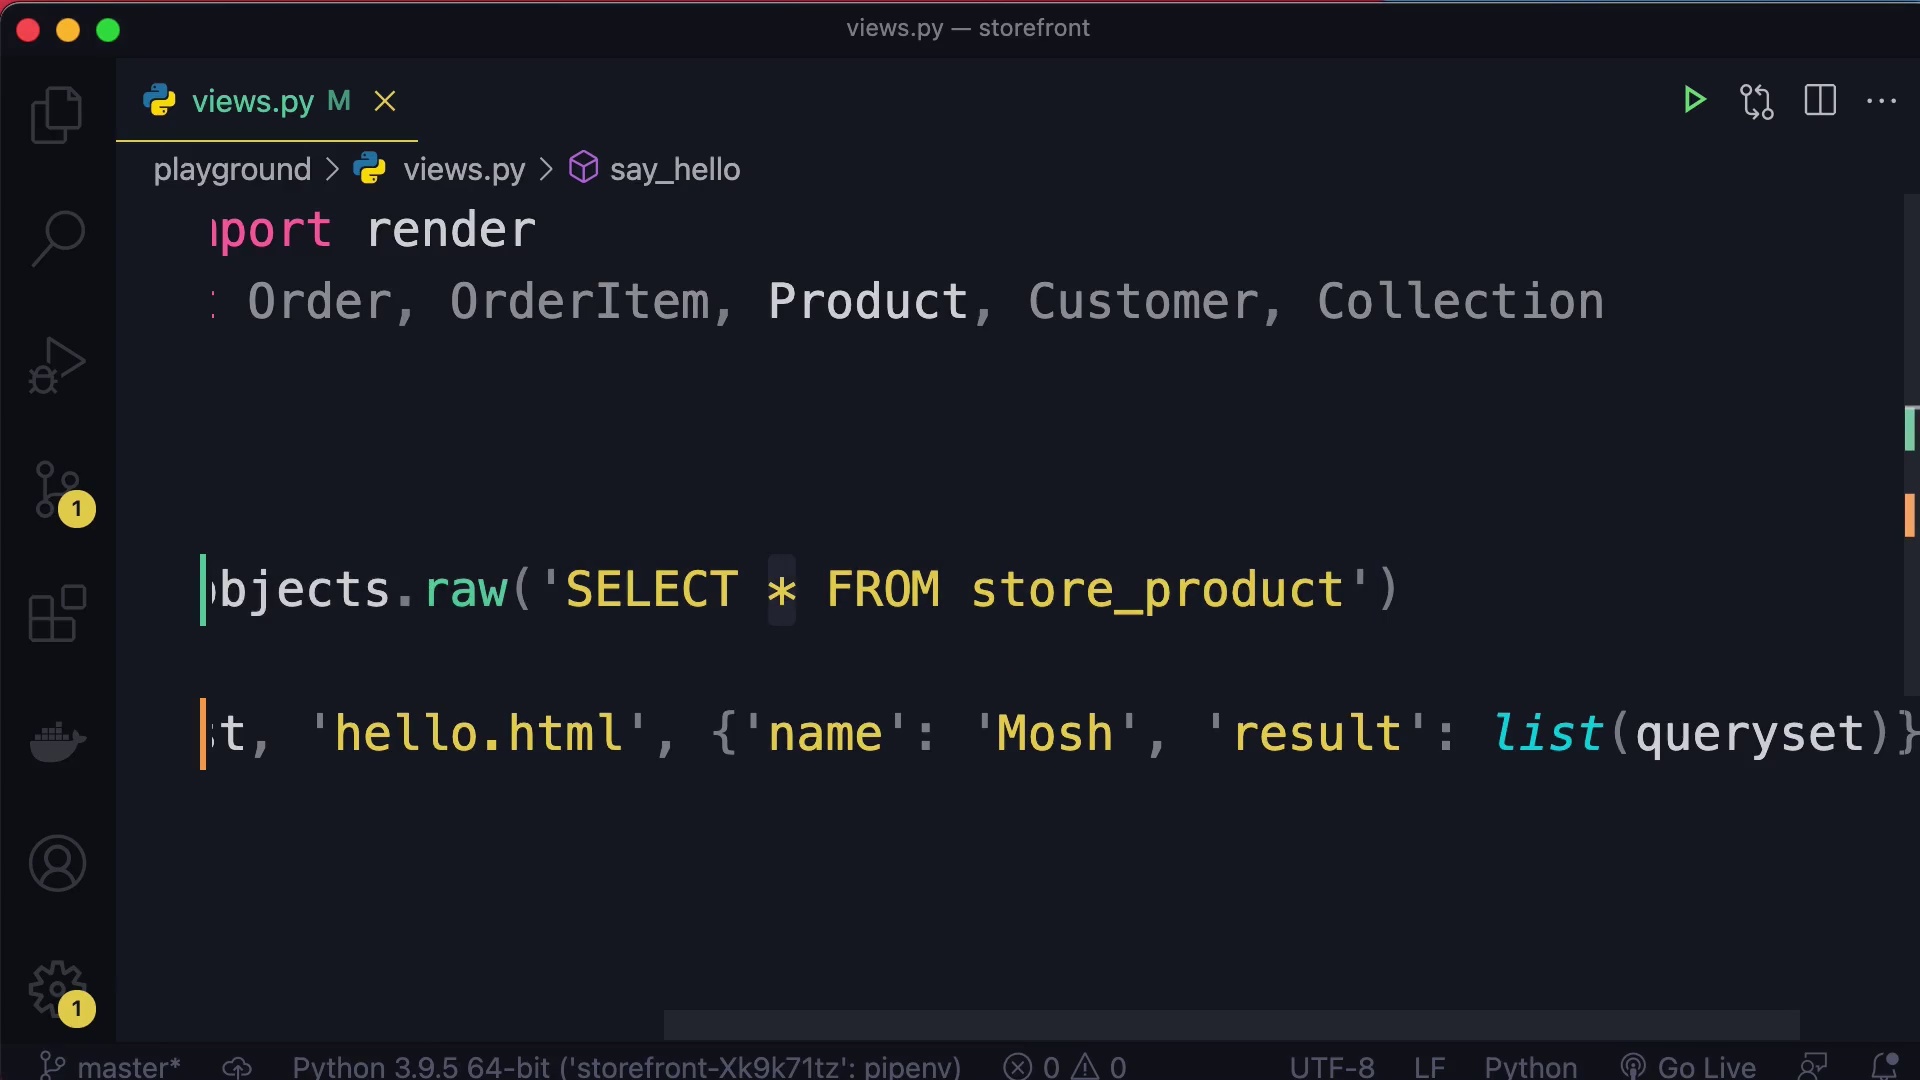 views.py — storefront
views.py M
playground > views.py > say_hello
port render
Order, OrderItem, Product, Customer, Collection
bjects.raw('SELECT * FROM store_product')
t, 'hello.html', {'name': 'Mosh', 'result': list(queryset)}
1
1
master* Python 3.9.5 64-bit ('storefront-Xk9k71tz': pipenv) 0 0 UTF-8 LF Python Go Live